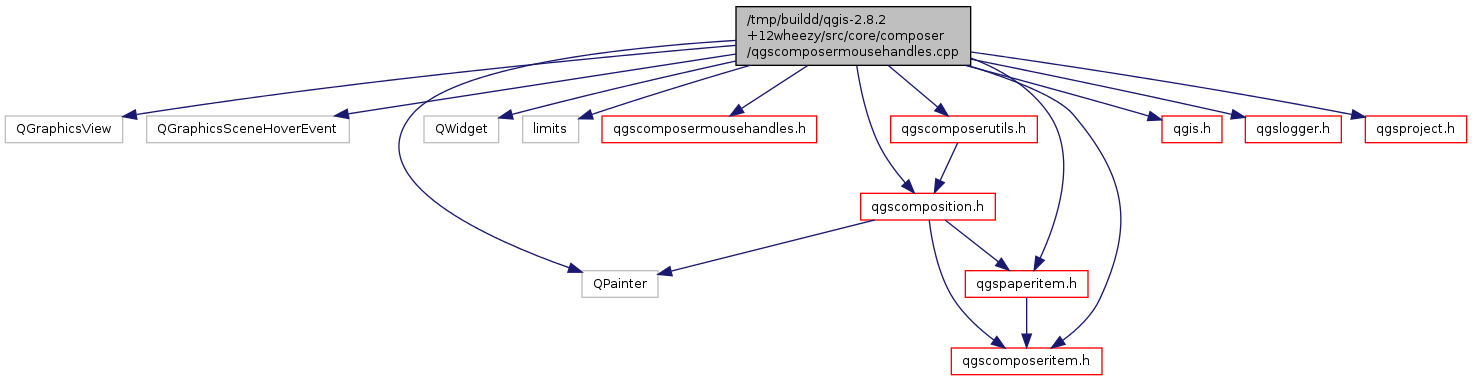 /tmp/buildd/qgis-2.8.2
+12wheezy/src/core/composer
/qgscomposermousehandles.cpp
QGraphicsView
QGraphicsSceneHoverEvent
QWidget
limits
qgscomposermousehandles.h
qgscomposerutils.h
qgis.h
qgslogger.h
qgsproject.h
qgscomposition.h
QPainter
qgspaperitem.h
qgscomposeritem.h